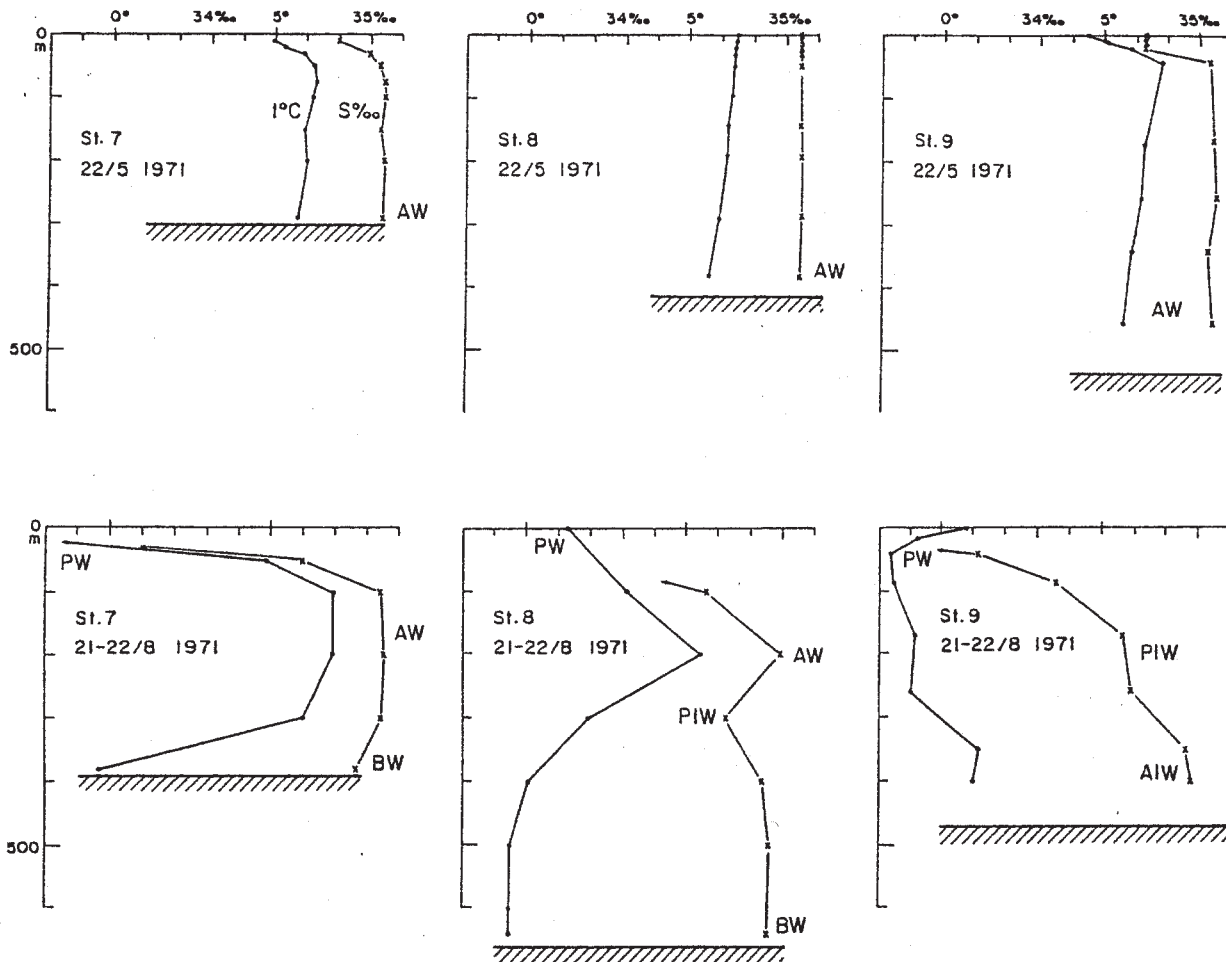 0° 34‰ 5° 35‰
0° 34‰ 5° 35‰
0° 34‰ 5° 35‰
0
m
t°C S‰
St. 7
22/5 1971
AW
500
St. 8
22/5 1971
AW
St. 9
22/5 1971
AW
0
m
PW
St. 7
21-22/8 1971
AW
BW
500
PW
St. 8
21-22/8 1971
AW
PIW
BW
PW
St. 9
21-22/8 1971
PIW
AIW